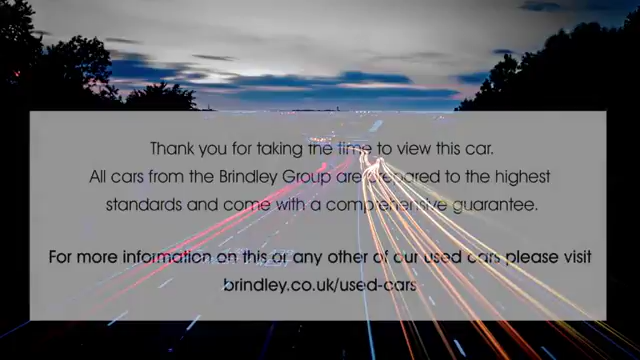 Thank you for taking the time to view this car.
All cars from the Brindley Group are prepared to the highest
standards and come with a comprehensive guarantee.
For more information on this or any other of our used cars please visit
brindley.co.uk/used-cars